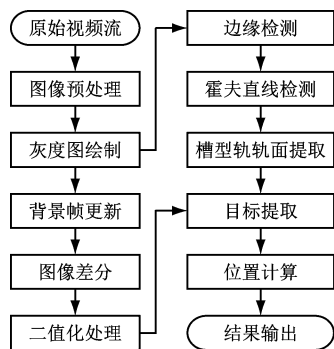 原始视频流
图像预处理
灰度图绘制
背景帧更新
图像差分
二值化处理
边缘检测
霍夫直线检测
槽型轨轨面提取
目标提取
位置计算
结果输出